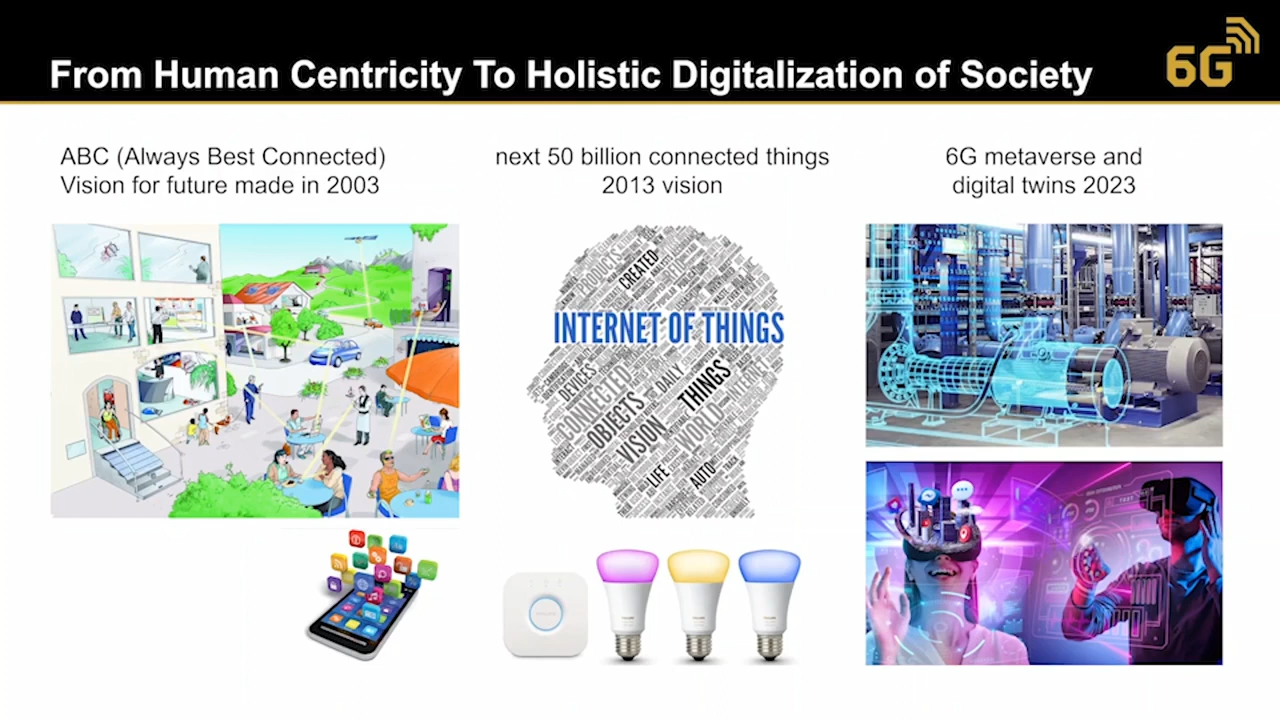 From Human Centricity To Holistic Digitalization of Society
6G
ABC (Always Best Connected)
Vision for future made in 2003
next 50 billion connected things
2013 vision
6G metaverse and
digital twins 2023
CREATED
PRODUCTS
INTERNET OF THINGS
DEVICES
CONNECTED
OBJECTS
DAILY
THINGS
VISION
WORLD
INTERNET
LIFE
AUTO